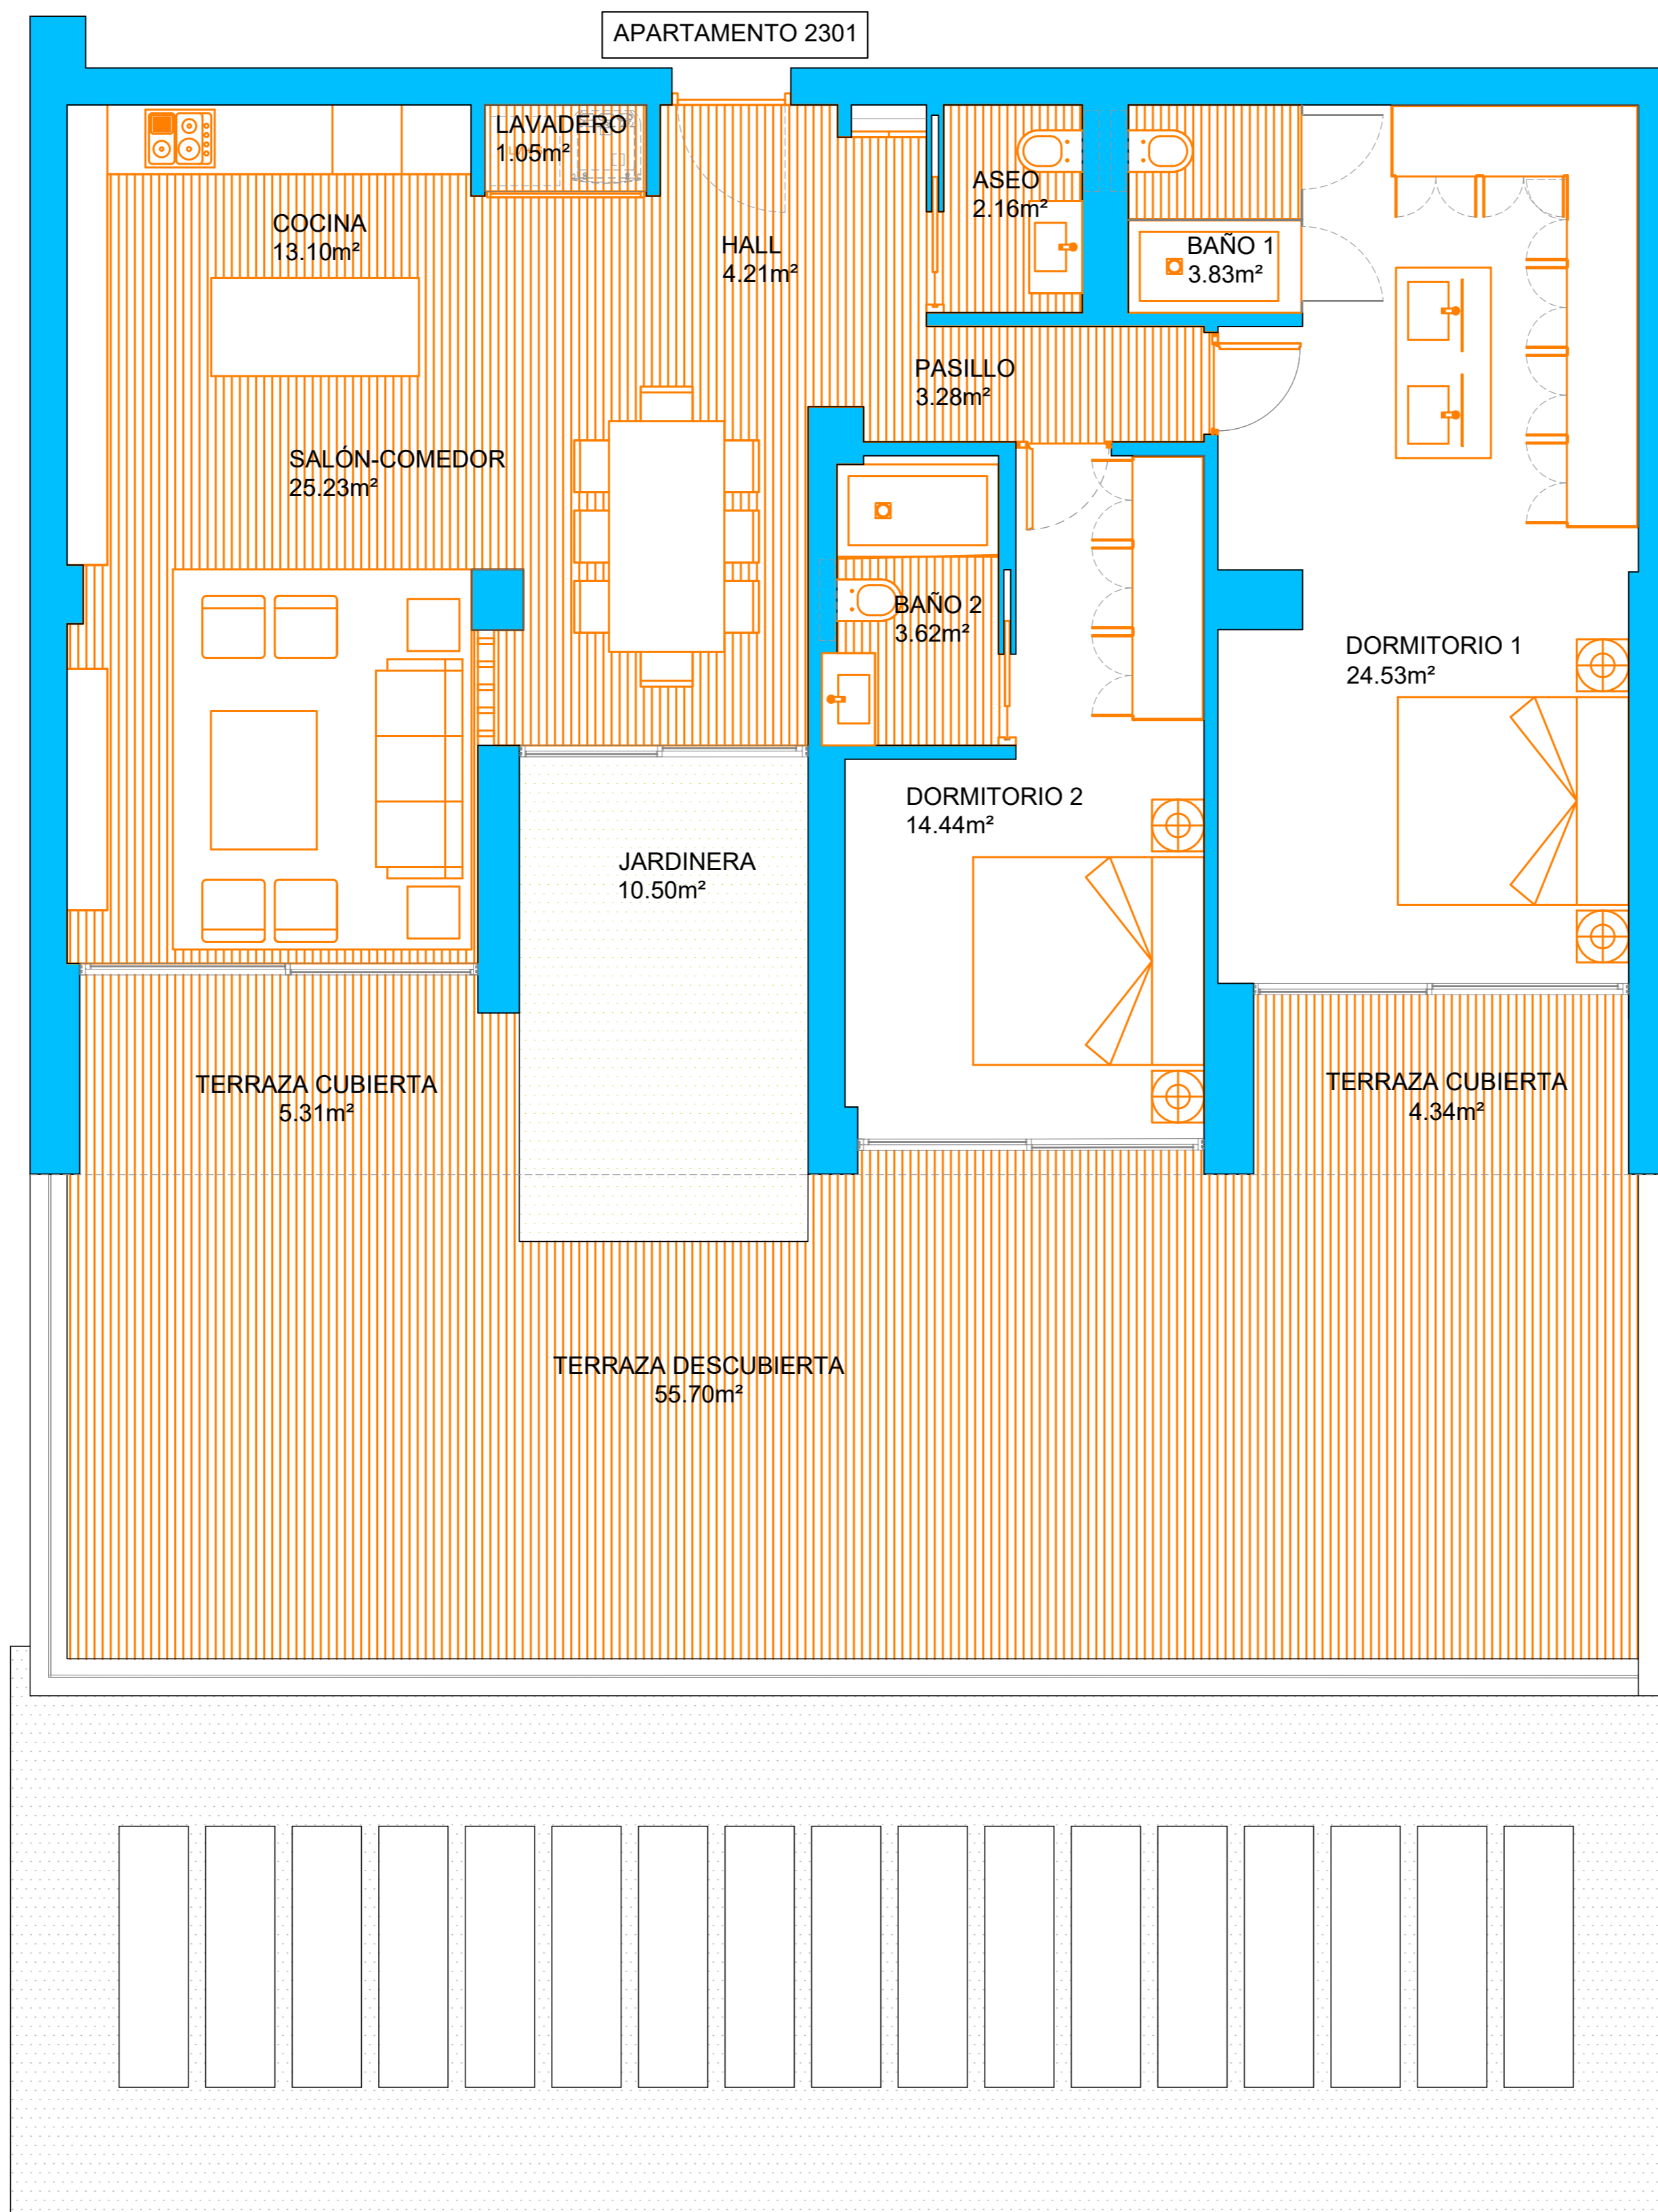 APARTAMENTO 2301
LAVADERO
1.05m²
COCINA
13.10m²
HALL
4.21m²
ASEO
2.16m²
BAÑO 1
3.83m²
PASILLO
3.28m²
SALÓN-COMEDOR
25.23m²
BAÑO 2
3.62m²
DORMITORIO 1
24.53m²
DORMITORIO 2
14.44m²
JARDINERA
10.50m²
TERRAZA CUBIERTA
5.31m²
TERRAZA CUBIERTA
4.34m²
TERRAZA DESCUBIERTA
55.70m²